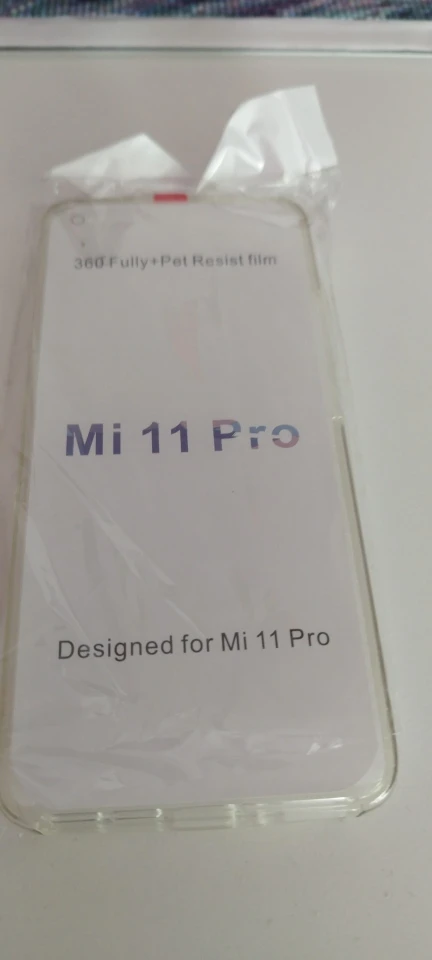 360 Fully+Pet Resist film
Mi 11 Pro
Designed for Mi 11 Pro